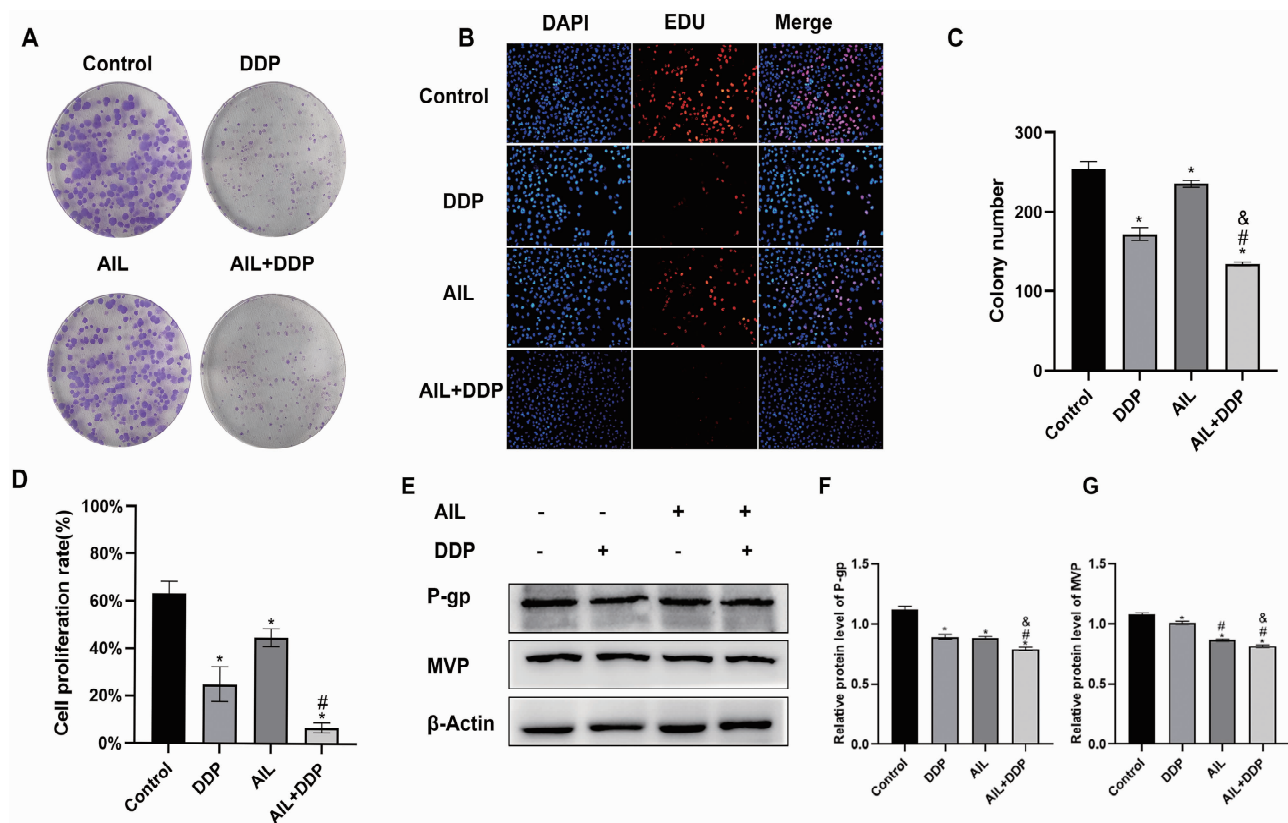 A
Control
DDP
AIL
AIL+DDP
B
DAPI
EDU
Merge
Control
DDP
AIL
AIL+DDP
C
Colony number
300
200
100
0
*
*
&
#
*
Control
DDP
AIL
AIL+DDP
D
Cell proliferation rate(%)
100%
80%
60%
40%
20%
0%
*
*
#
*
Control
DDP
AIL
AIL+DDP
E
AIL - - + +
DDP - + - +
P-gp
MVP
β-Actin
F
Relative protein level of P-gp
1.5
1.0
0.5
0.0
*
*
&
#
*
Control
DDP
AIL
AIL+DDP
G
Relative protein level of MVP
1.5
1.0
0.5
0.0
*
#
*
&
#
*
Control
DDP
AIL
AIL+DDP